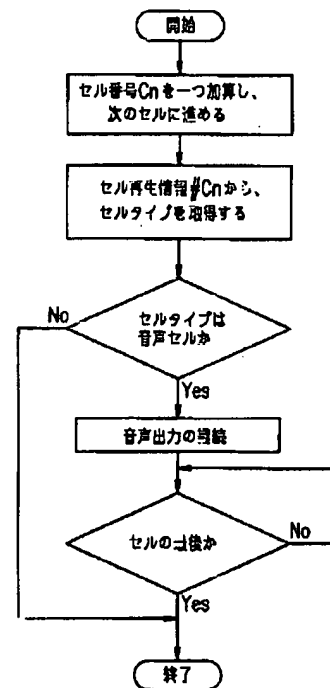 開始
セル番号Cnを一つ加算し、
次のセルに進める
セル再生情報#Cnから、
セルタイプを取得する
セルタイプは
音声セルか
No
Yes
音声出力の継続
セルの最後か
No
Yes
終了